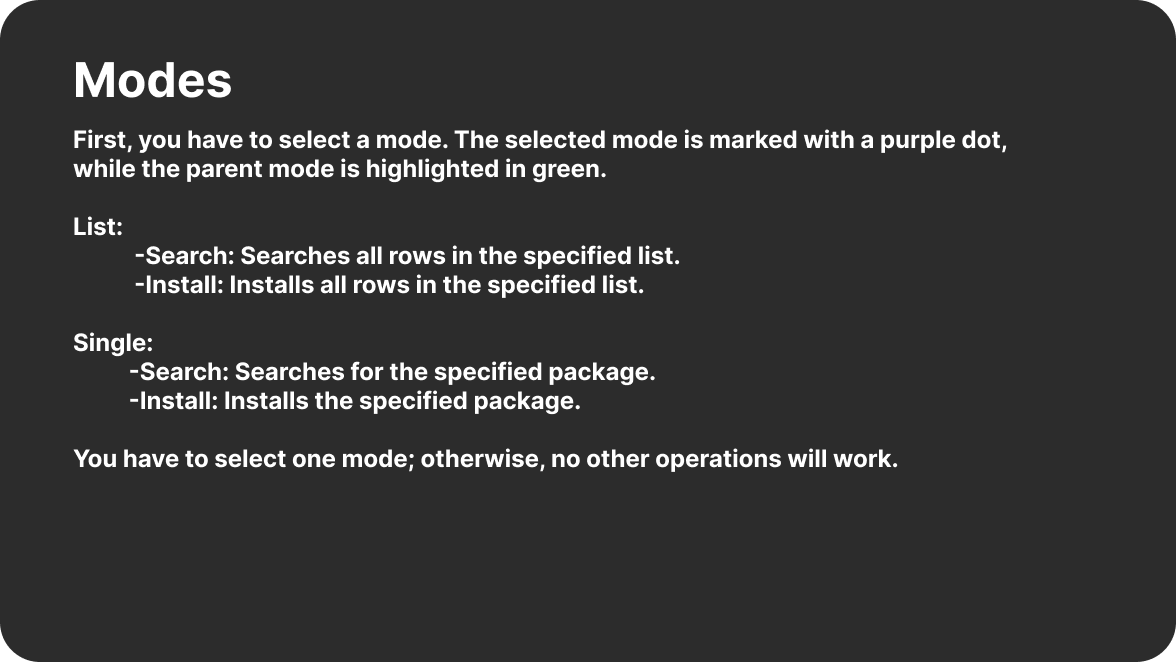 Modes
First, you have to select a mode. The selected mode is marked with a purple dot,
while the parent mode is highlighted in green.
List:
-Search: Searches all rows in the specified list.
-Install: Installs all rows in the specified list.
Single:
-Search: Searches for the specified package.
-Install: Installs the specified package.
You have to select one mode; otherwise, no other operations will work.